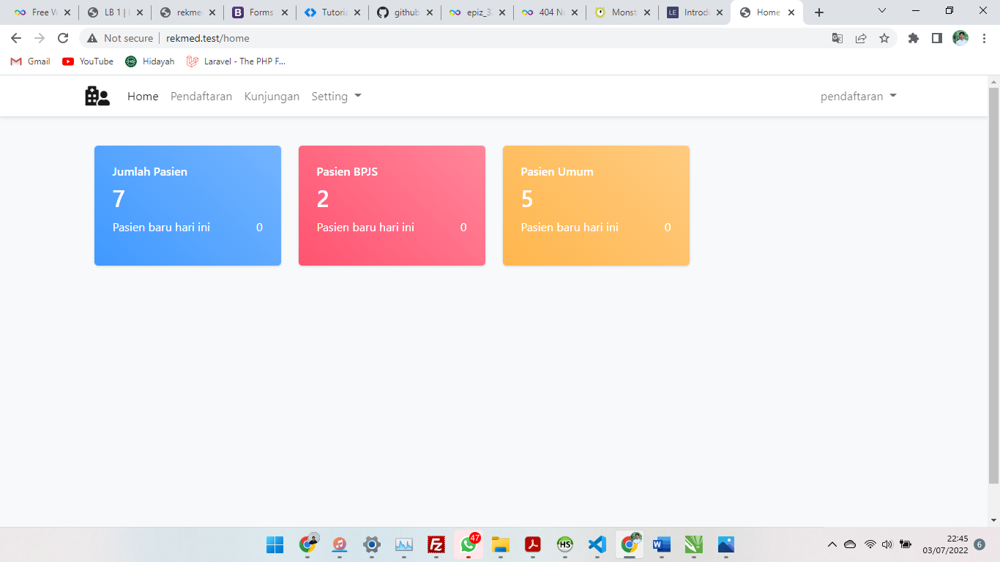 Free W
LB 1 |
rekme
Forms
Tutoria
github
epiz_3
404 No
Monst
Introd
Home
Not secure
rekmed.test/home
Gmail
YouTube
Hidayah
Laravel - The PHP F...
Home
Pendaftaran
Kunjungan
Setting
pendaftaran
Jumlah Pasien
7
Pasien baru hari ini 0
Pasien BPJS
2
Pasien baru hari ini 0
Pasien Umum
5
Pasien baru hari ini 0
47
HS
22:45
03/07/2022
6